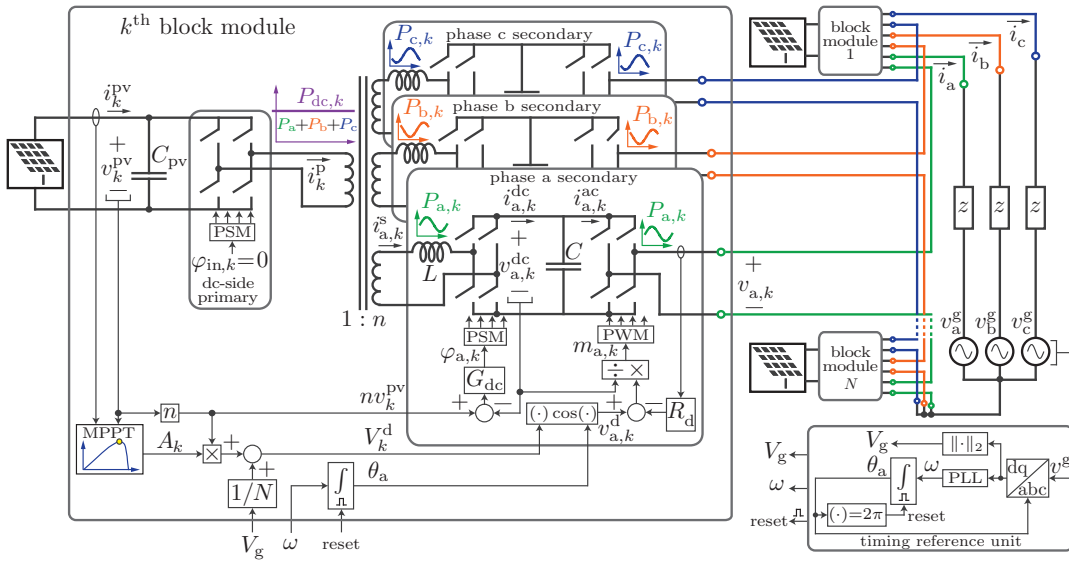 k^th block module
i_k^pv
+
v_k^pv
−
C_pv
PSM
φ_in,k=0
dc-side
primary
P_dc,k
P_a+P_b+P_c
i_k^p
1 : n
i_a,k^s
phase c secondary
P_c,k
P_c,k
phase b secondary
P_b,k
P_b,k
phase a secondary
P_a,k
L
i_a,k^dc
+
v_a,k^dc
−
C
i_a,k^ac
P_a,k
+
v_a,k
−
PSM
φ_a,k
G_dc
PWM
m_a,k
÷ ×
nv_k^pv
+
−
(·) cos(·)
+
−
v_a,k^d
R_d
n
MPPT
A_k
×
+
+
V_k^d
1/N
V_g
ω
∫
θ_a
reset
block
module
1
i_c
i_b
i_a
z
z
z
v_a^g
v_b^g
v_c^g
block
module
N
V_g
ω
reset
V_g
‖·‖_2
θ_a
∫
ω
PLL
dq
abc
v^g
(·)=2π
reset
timing reference unit